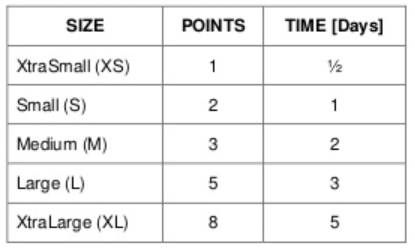 SIZE POINTS TIME [Days]
XtraSmall (XS) 1 ½
Small (S) 2 1
Medium (M) 3 2
Large (L) 5 3
XtraLarge (XL) 8 5